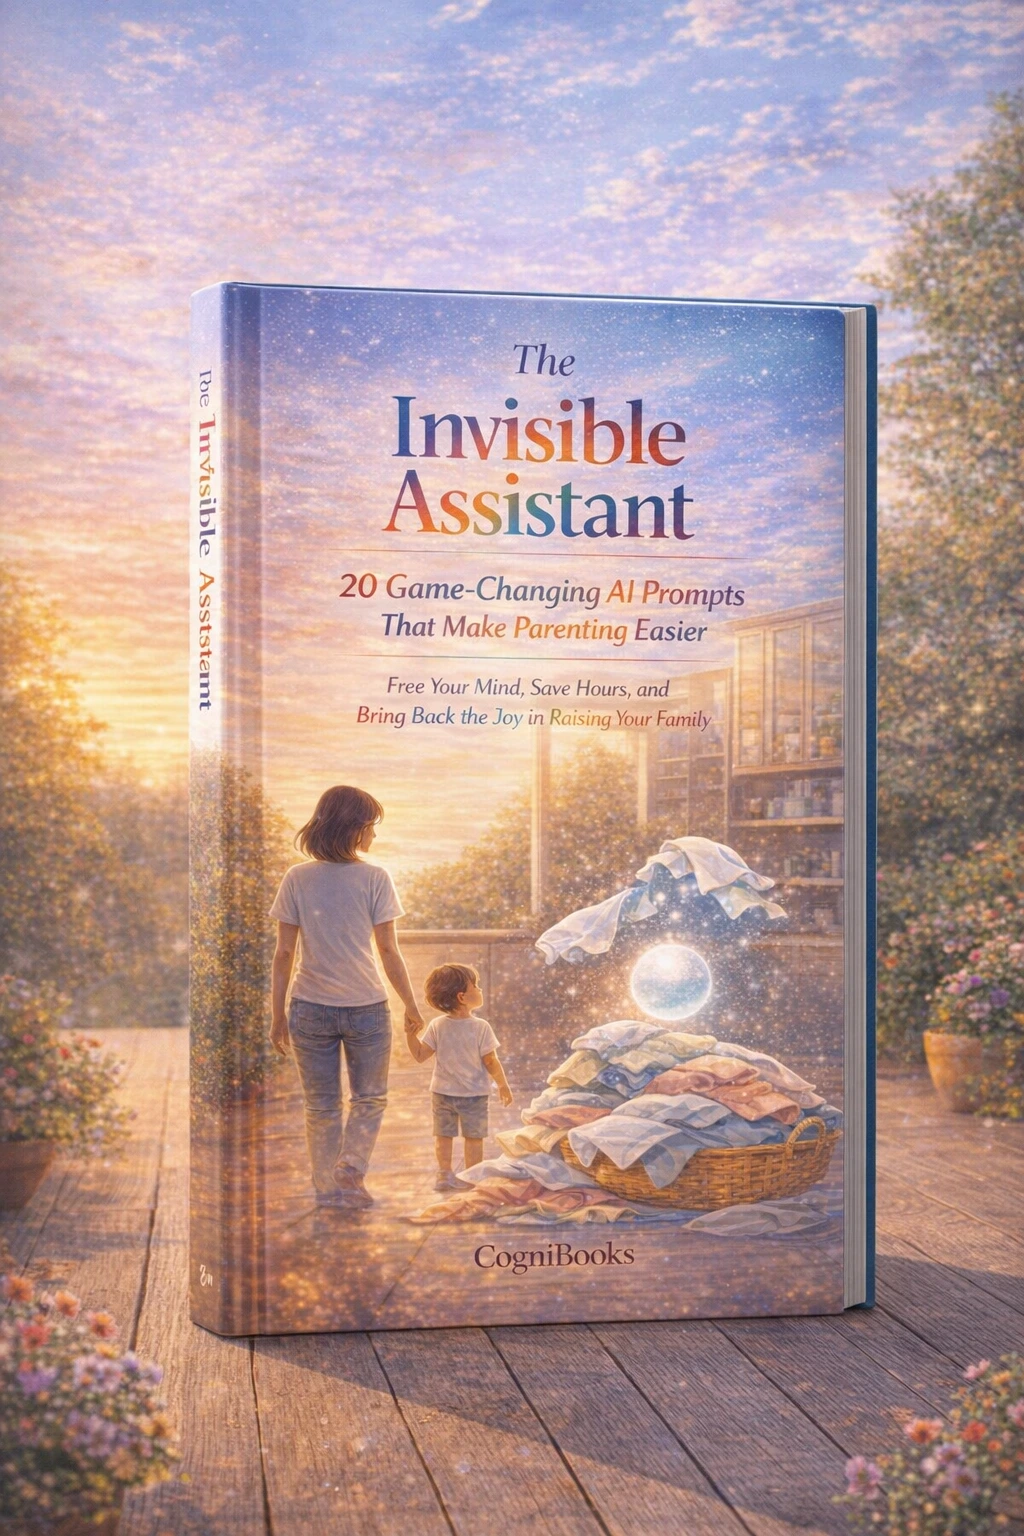 The
Invisible
Assistant
20 Game-Changing AI Prompts
That Make Parenting Easier
Free Your Mind, Save Hours, and
Bring Back the Joy in Raising Your Family
CogniBooks
Invisible